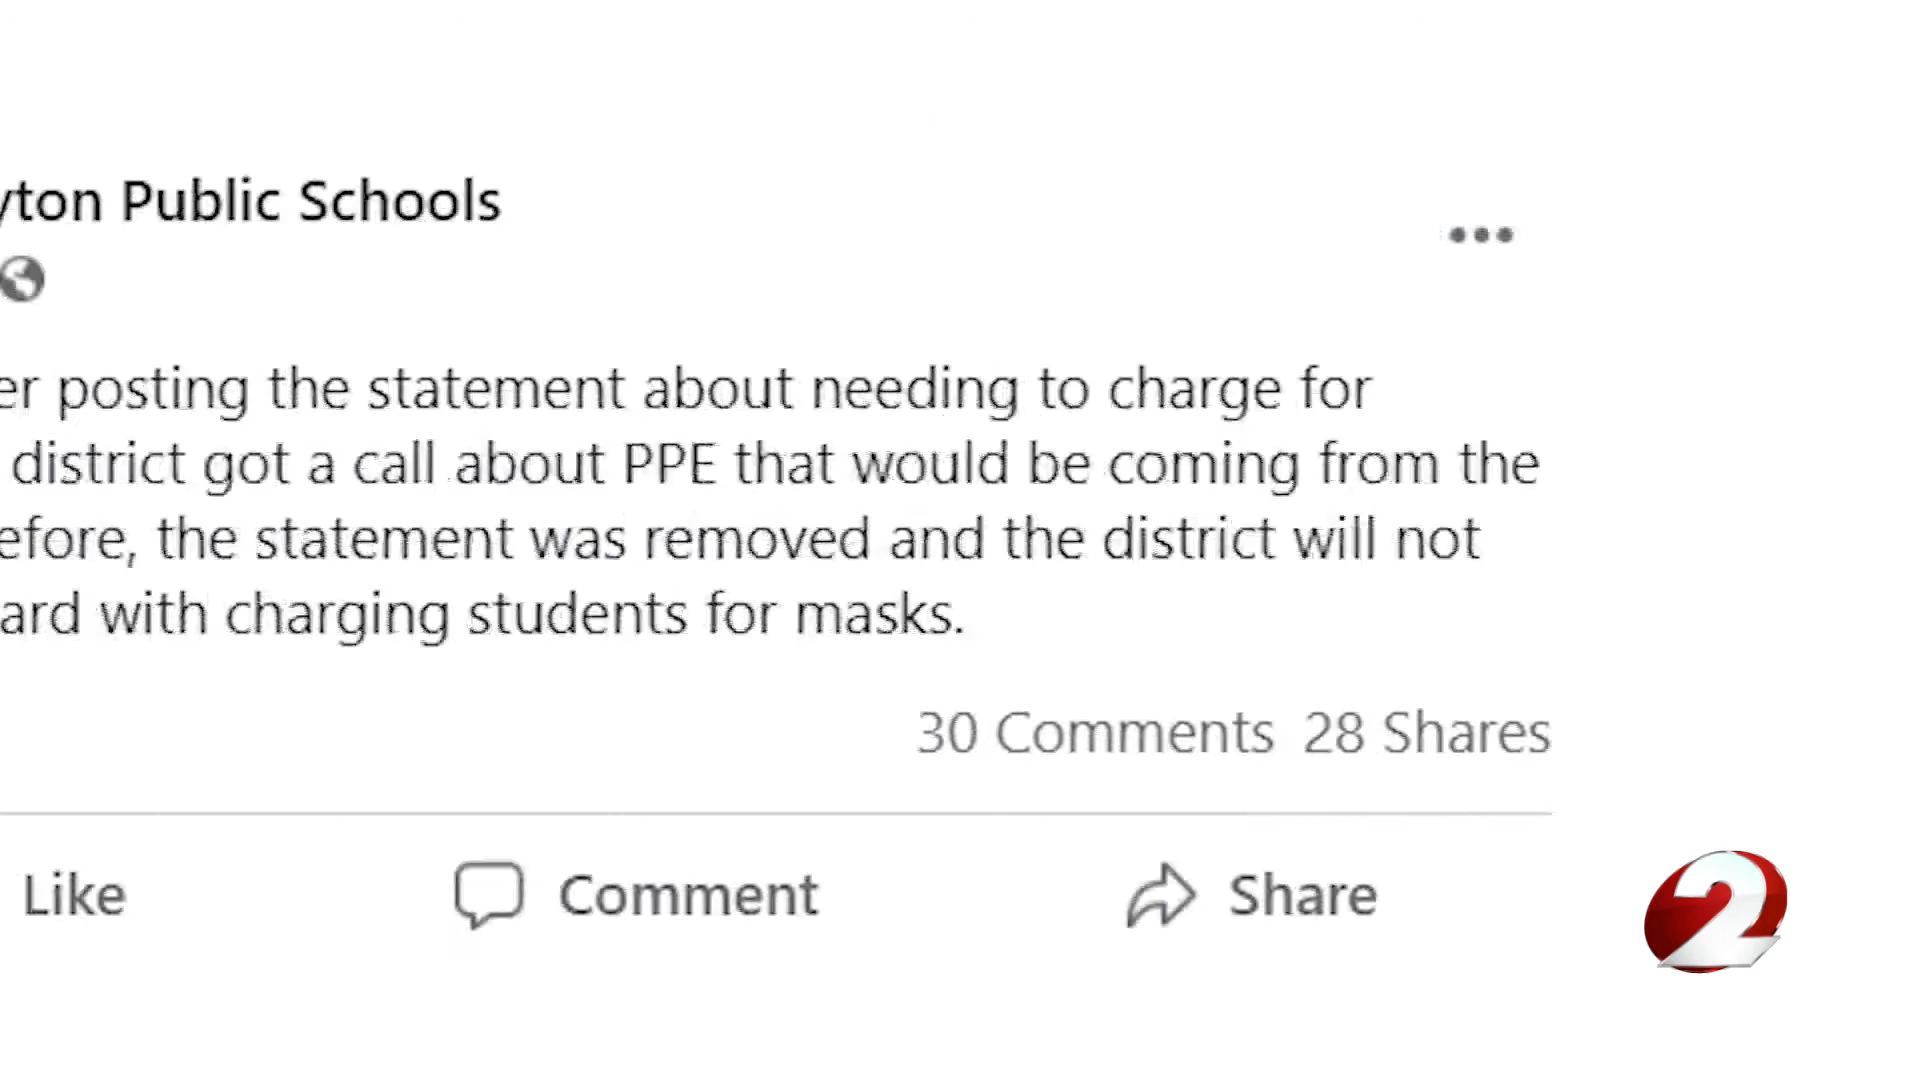 yton Public Schools
er posting the statement about needing to charge for
district got a call about PPE that would be coming from the
efore, the statement was removed and the district will not
ard with charging students for masks.
30 Comments 28 Shares
Like Comment Share
2